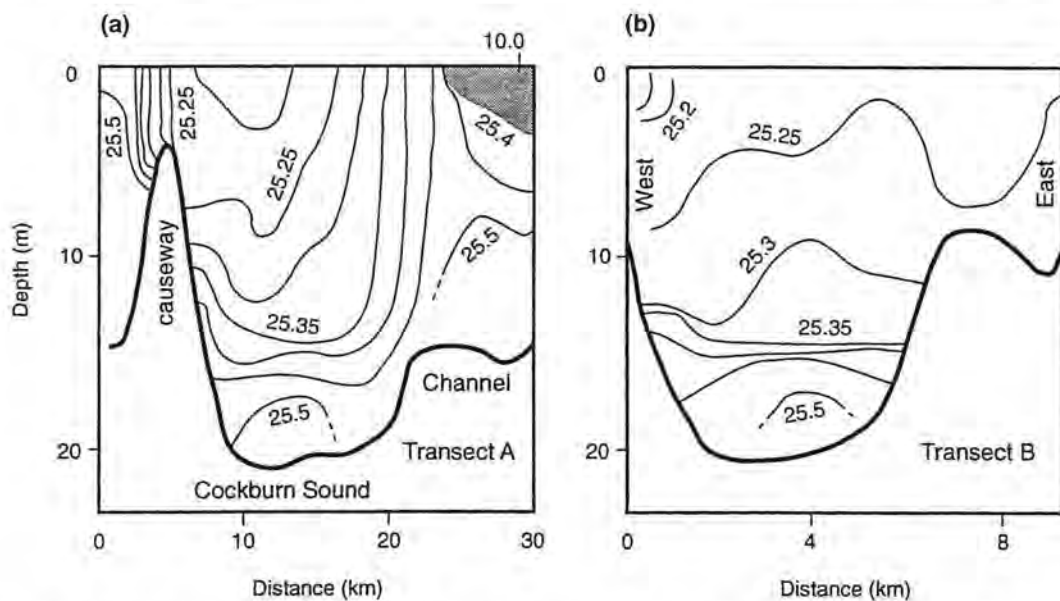 (a)
10.0
0
10
20
Depth (m)
25.5
25.25
25.25
25.4
25.5
25.35
25.5
causeway
Channel
Transect A
Cockburn Sound
0
10
20
30
Distance (km)
(b)
0
10
20
25.2
25.25
West
East
25.3
25.35
25.5
Transect B
0
4
8
Distance (km)